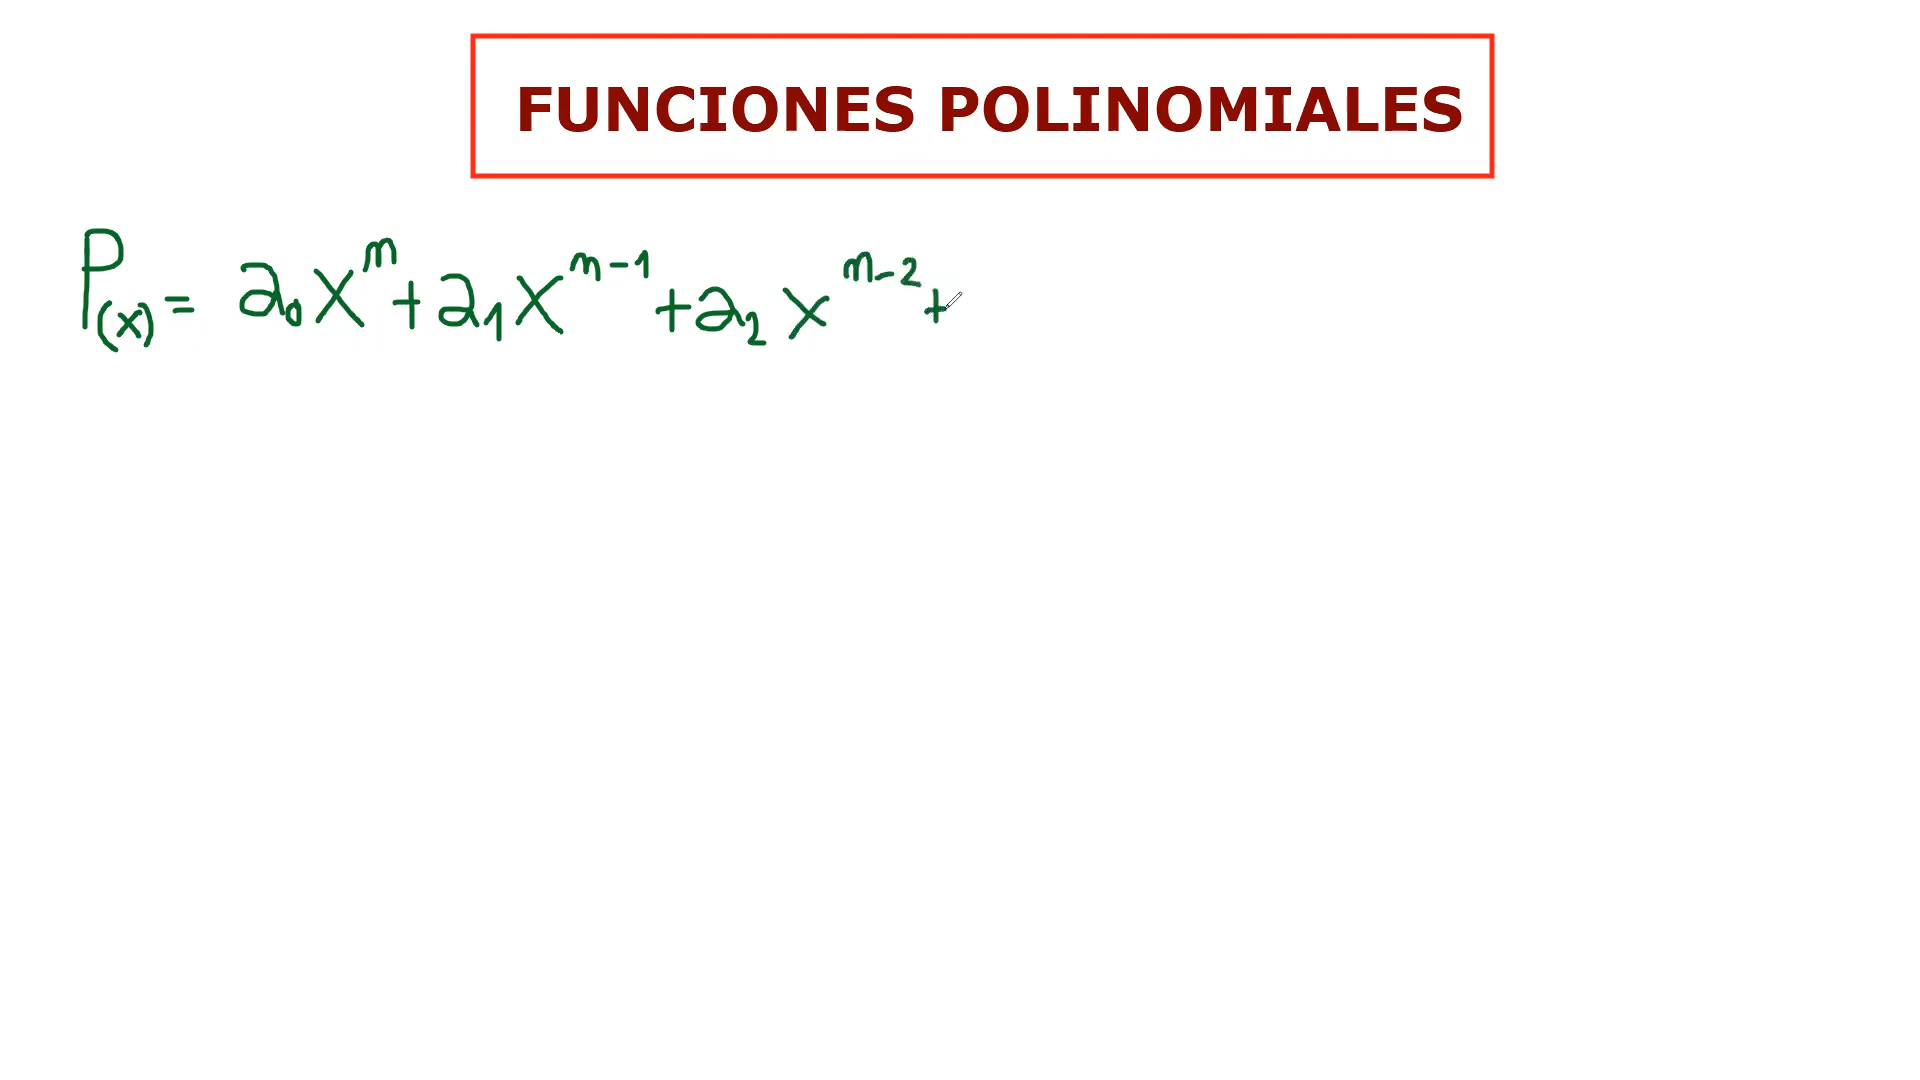 FUNCIONES POLINOMIALES
P(x) = a₀x^m + a₁x^(m-1) + a₂x^(m-2) +